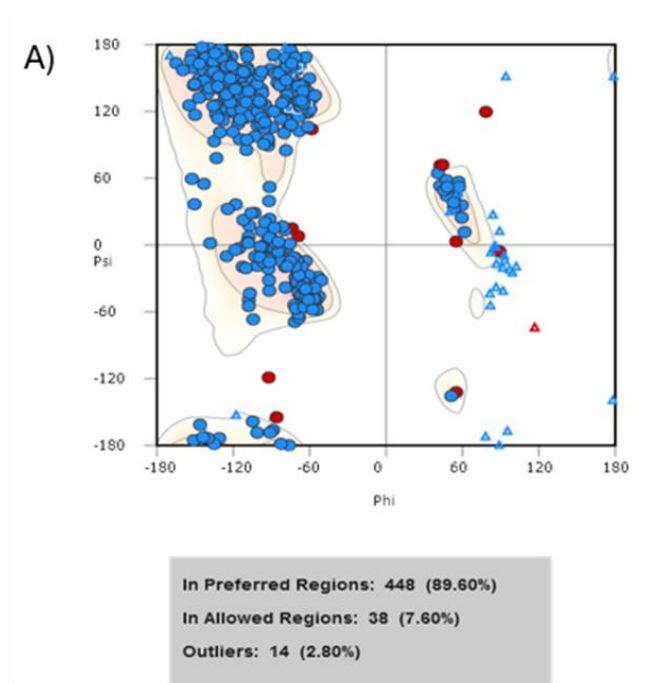 A)
180
120
60
0
Psi
-60
-120
-180
-180
-120
-60
0
60
120
180
Phi
In Preferred Regions: 448 (89.60%)
In Allowed Regions: 38 (7.60%)
Outliers: 14 (2.80%)